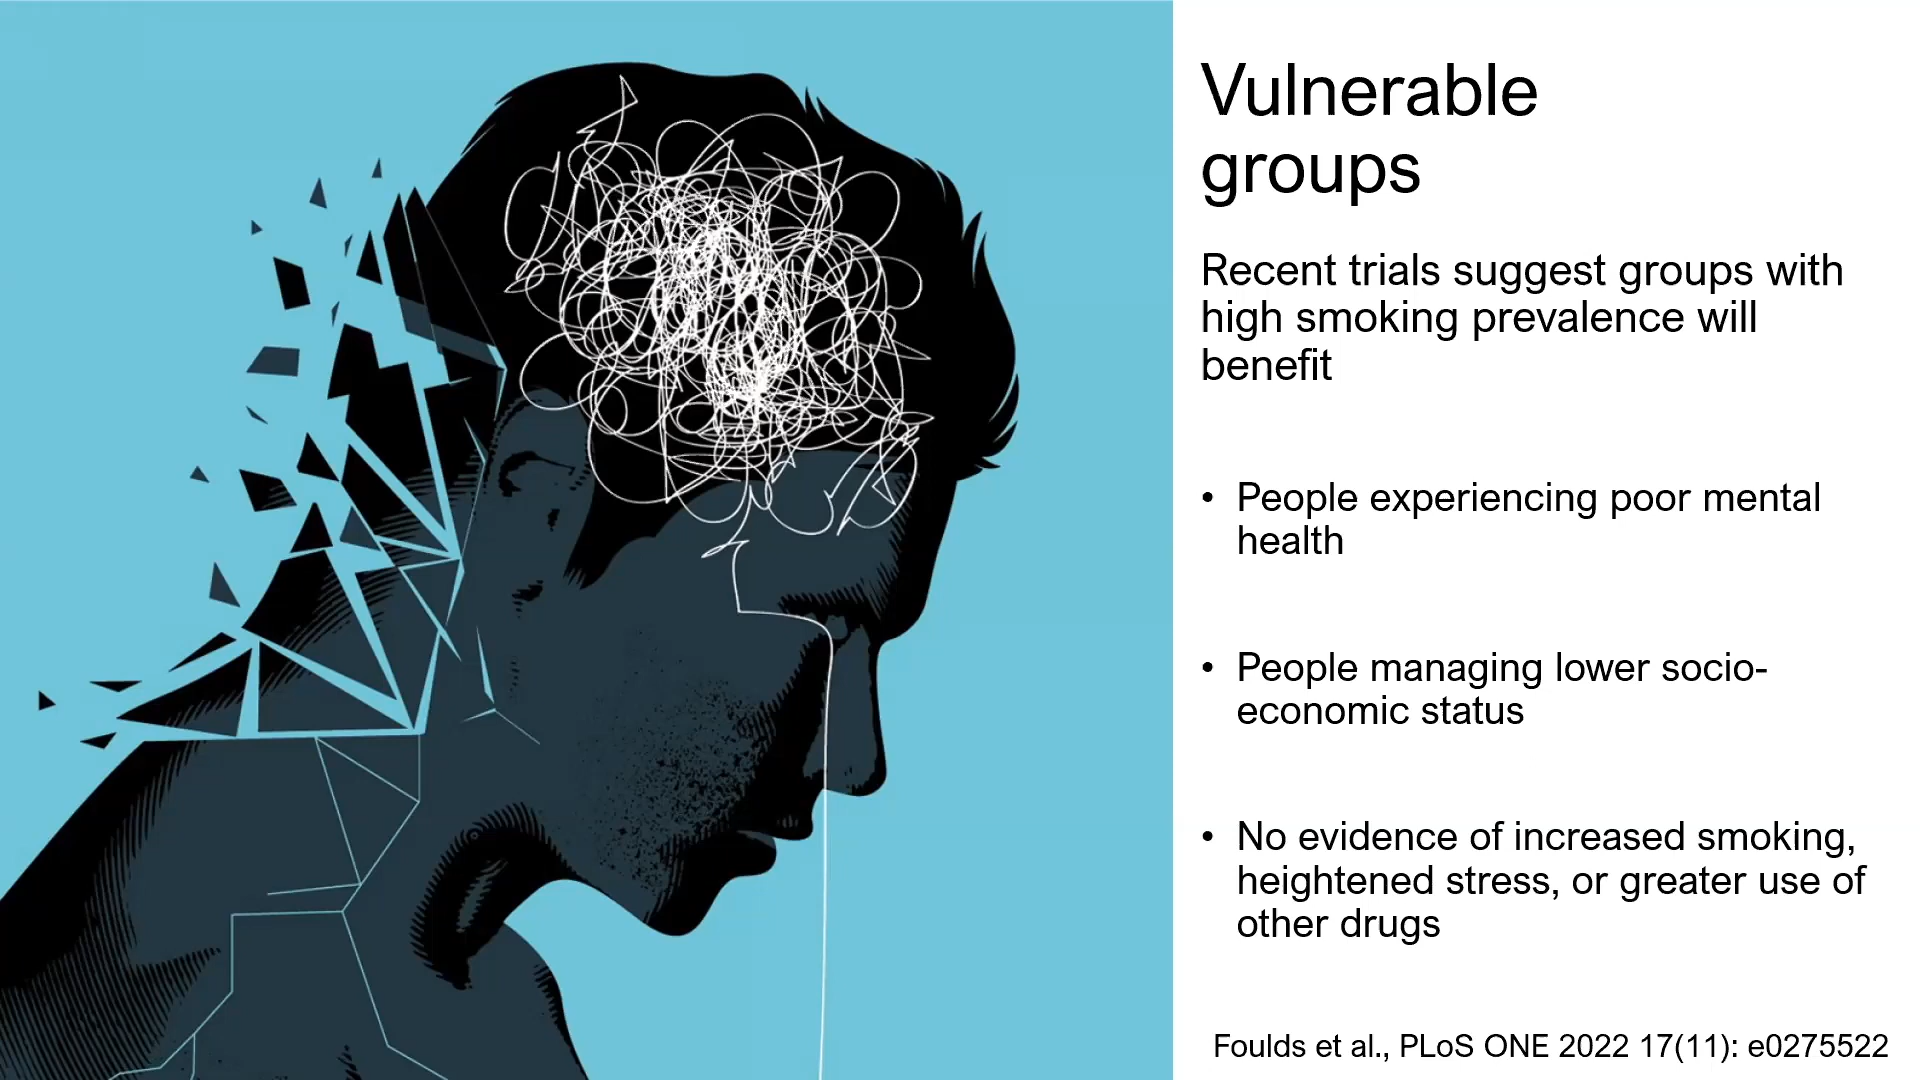 Vulnerable
groups
Recent trials suggest groups with
high smoking prevalence will
benefit
• People experiencing poor mental
health
• People managing lower socio-
economic status
• No evidence of increased smoking,
heightened stress, or greater use of
other drugs
Foulds et al., PLoS ONE 2022 17(11): e0275522